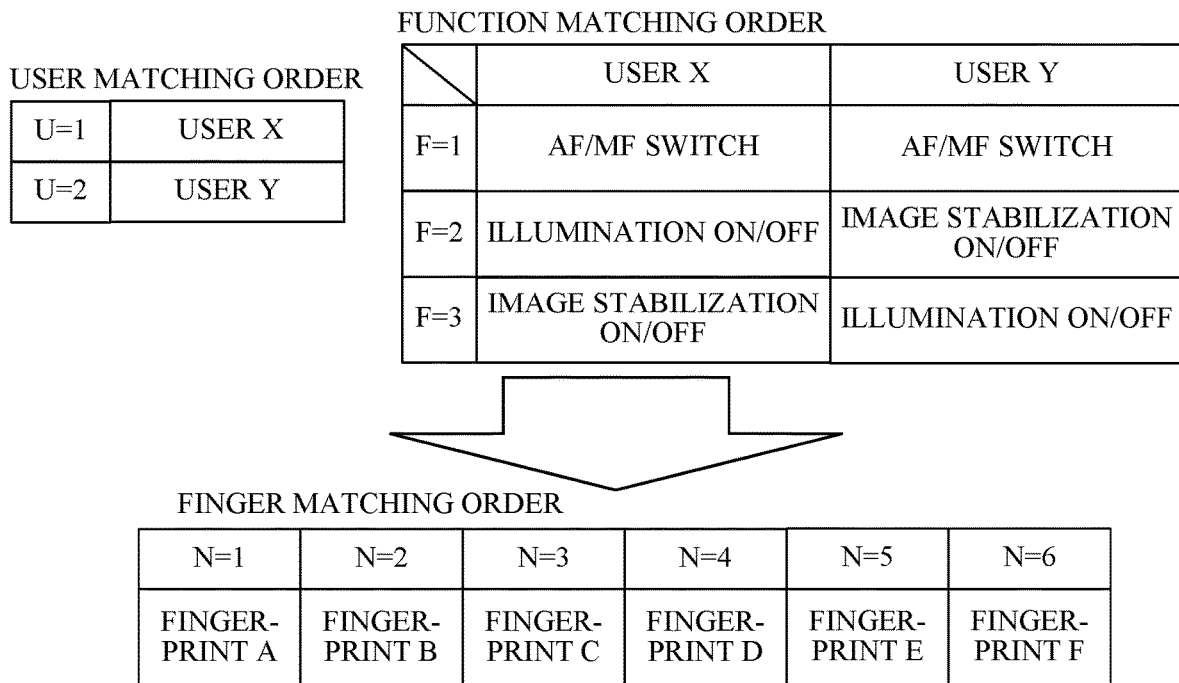 FUNCTION MATCHING ORDER
USER X USER Y
F=1 AF/MF SWITCH AF/MF SWITCH
F=2 ILLUMINATION ON/OFF IMAGE STABILIZATION
ON/OFF
F=3 IMAGE STABILIZATION
ON/OFF ILLUMINATION ON/OFF
USER MATCHING ORDER
U=1 USER X
U=2 USER Y
FINGER MATCHING ORDER
N=1 N=2 N=3 N=4 N=5 N=6
FINGER- FINGER- FINGER- FINGER- FINGER- FINGER-
PRINT A PRINT B PRINT C PRINT D PRINT E PRINT F